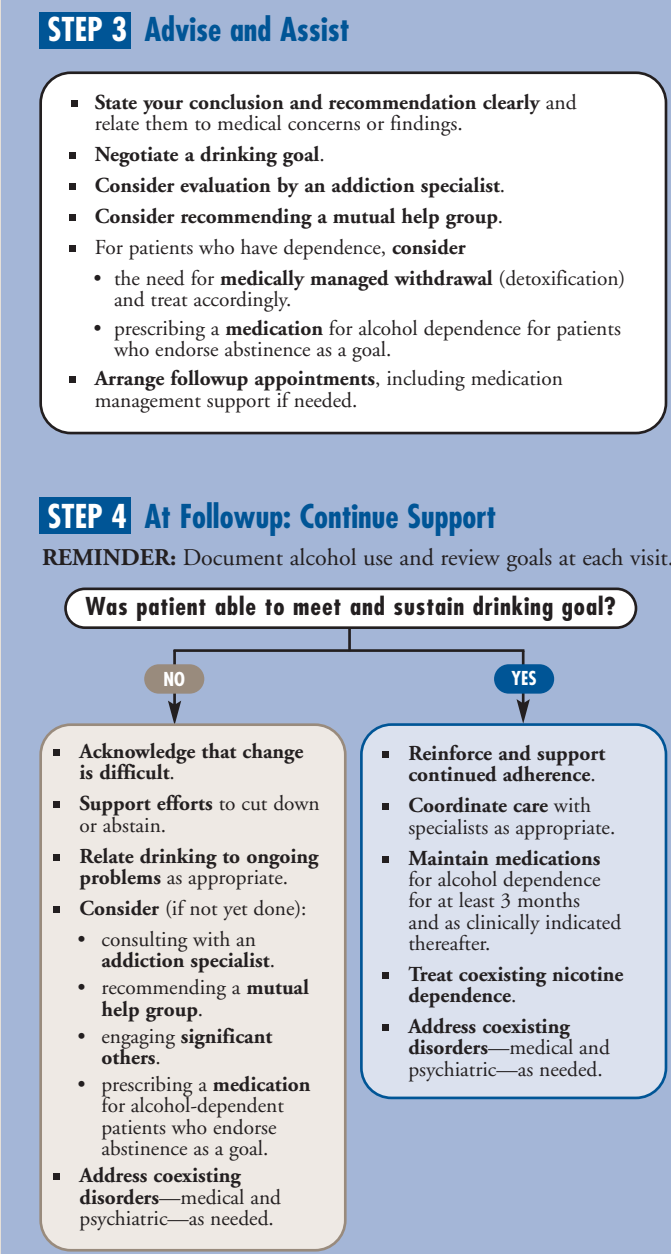 STEP 3 Advise and Assist
▪ State your conclusion and recommendation clearly and
relate them to medical concerns or findings.
▪ Negotiate a drinking goal.
▪ Consider evaluation by an addiction specialist.
▪ Consider recommending a mutual help group.
▪ For patients who have dependence, consider
• the need for medically managed withdrawal (detoxification)
and treat accordingly.
• prescribing a medication for alcohol dependence for patients
who endorse abstinence as a goal.
▪ Arrange followup appointments, including medication
management support if needed.
STEP 4 At Followup: Continue Support
REMINDER: Document alcohol use and review goals at each visit.
Was patient able to meet and sustain drinking goal?
NO
▪ Acknowledge that change
is difficult.
▪ Support efforts to cut down
or abstain.
▪ Relate drinking to ongoing
problems as appropriate.
▪ Consider (if not yet done):
• consulting with an
addiction specialist.
• recommending a mutual
help group.
• engaging significant
others.
• prescribing a medication
for alcohol-dependent
patients who endorse
abstinence as a goal.
▪ Address coexisting
disorders—medical and
psychiatric—as needed.
YES
▪ Reinforce and support
continued adherence.
▪ Coordinate care with
specialists as appropriate.
▪ Maintain medications
for alcohol dependence
for at least 3 months
and as clinically indicated
thereafter.
▪ Treat coexisting nicotine
dependence.
▪ Address coexisting
disorders—medical and
psychiatric—as needed.